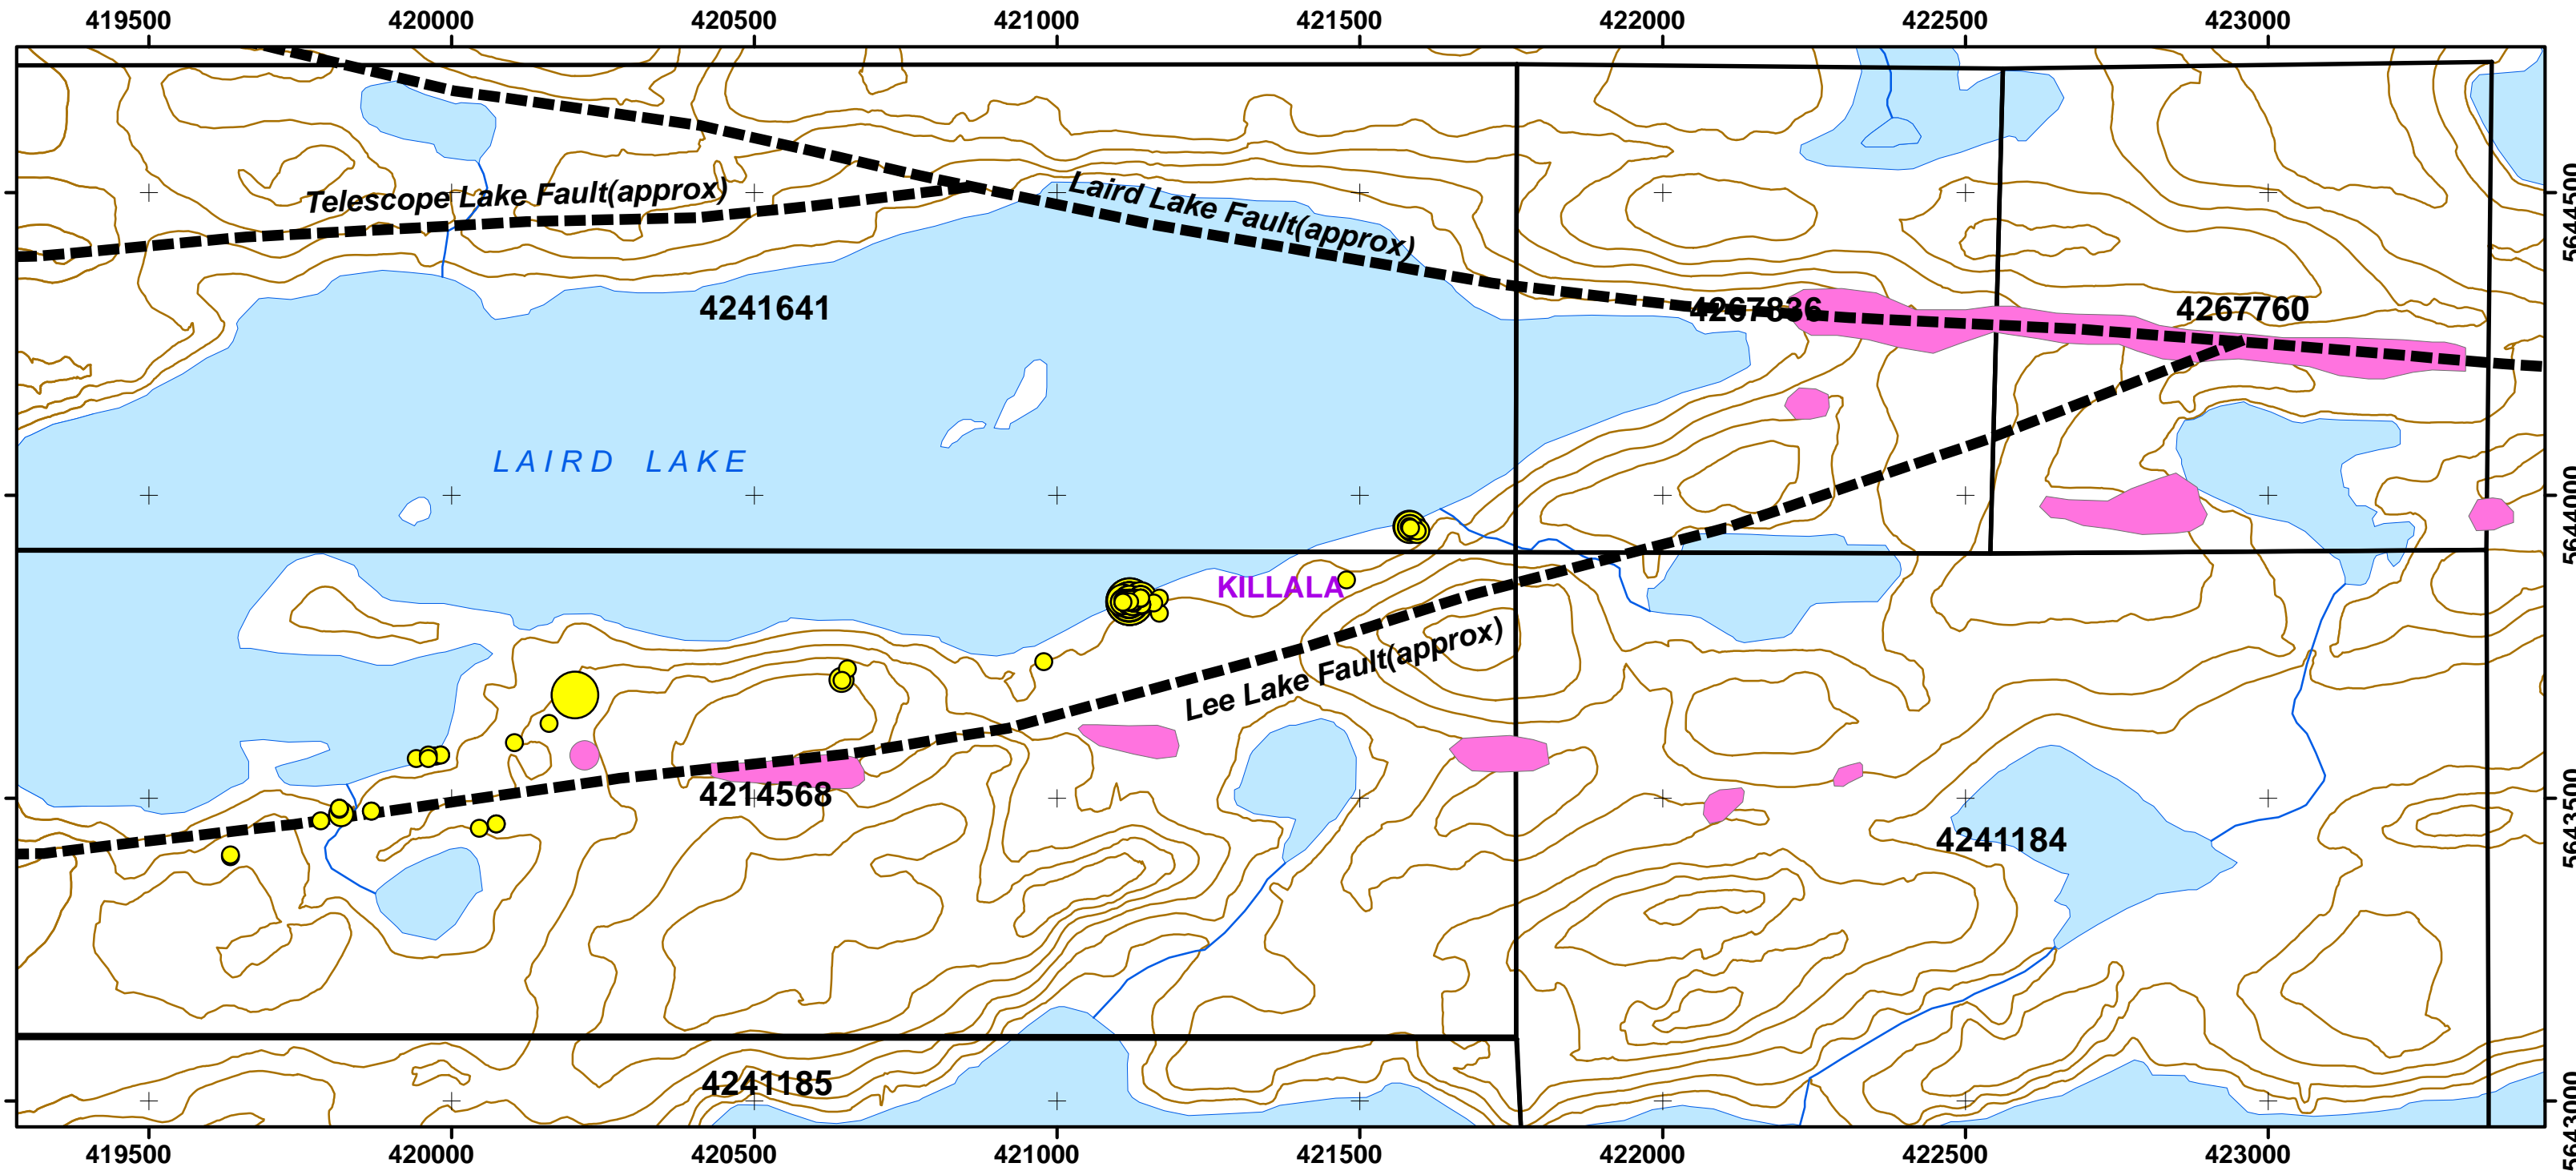 419500 420000 420500 421000 421500 422000 422500 423000
Telescope Lake Fault(approx)
Laird Lake Fault(approx)
5644500
4241641
4267836
4267760
LAIRD LAKE
5644000
KILLALA
Lee Lake Fault(approx)
4214568
5643500
4241184
4241185
5643000
419500 420000 420500 421000 421500 422000 422500 423000